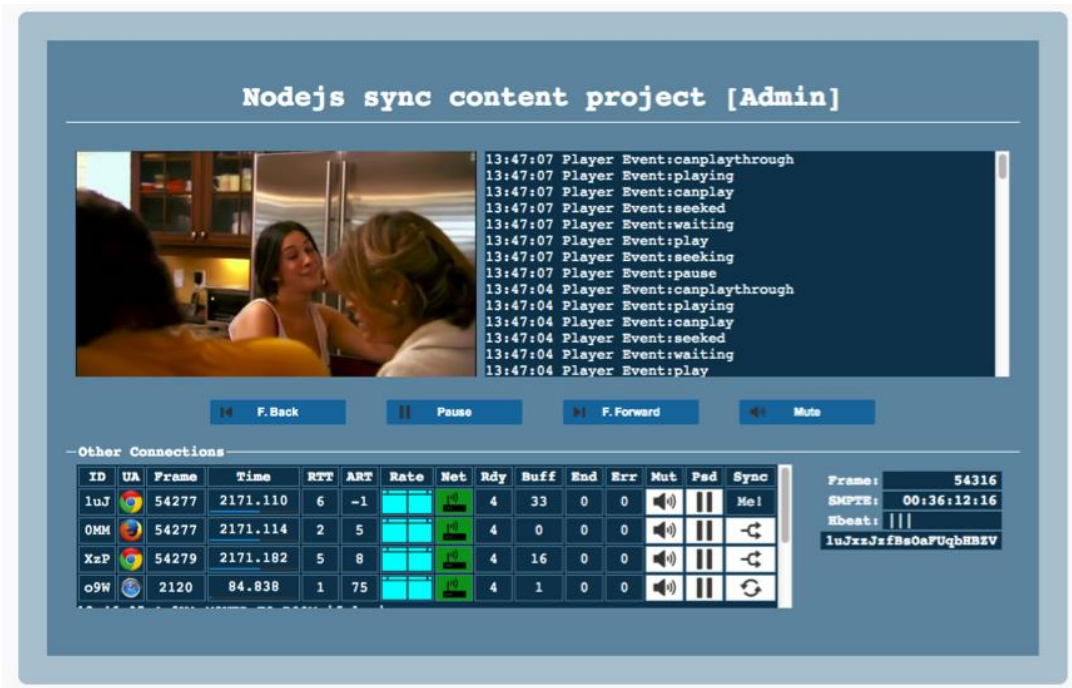 Nodejs sync content project [Admin]
13:47:07 Player Event:canplaythrough
13:47:07 Player Event:playing
13:47:07 Player Event:canplay
13:47:07 Player Event:seeked
13:47:07 Player Event:waiting
13:47:07 Player Event:play
13:47:07 Player Event:seeking
13:47:07 Player Event:pause
13:47:04 Player Event:canplaythrough
13:47:04 Player Event:playing
13:47:04 Player Event:canplay
13:47:04 Player Event:seeked
13:47:04 Player Event:waiting
13:47:04 Player Event:play
F. Back Pause F. Forward Mute
Other Connections
ID UA Frame Time RTT ART Rate Net Rdy Buff End Err Mut Psd Sync
1uJ 54277 2171.110 6 -1 4 33 0 0 Me!
0MM 54277 2171.114 2 5 4 0 0 0
XzP 54279 2171.182 5 8 4 16 0 0
o9W 2120 84.838 1 75 4 1 0 0
Frame: 54316
SMPTE: 00:36:12:16
Hbeat: |||